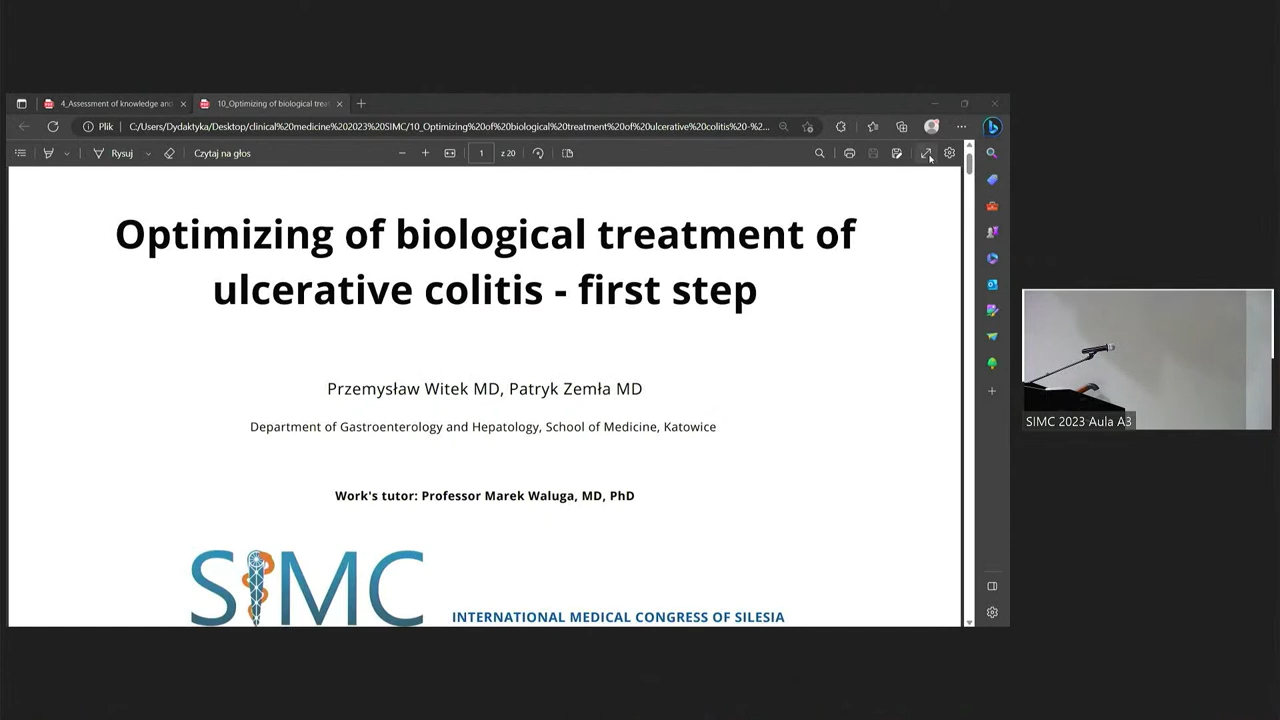 4_Assessment of knowledge and
10_Optimizing of biological treat
Plik
C:/Users/Dydaktyka/Desktop/clinical%20medicine%202023%20SIMC/10_Optimizing%20of%20biological%20treatment%20of%20ulcerative%20colitis%20-%2...
Rysuj
Czytaj na głos
1
z 20
Optimizing of biological treatment of
ulcerative colitis - first step
Przemysław Witek MD, Patryk Zemła MD
Department of Gastroenterology and Hepatology, School of Medicine, Katowice
Work's tutor: Professor Marek Waluga, MD, PhD
SIMC
INTERNATIONAL MEDICAL CONGRESS OF SILESIA
SIMC 2023 Aula A3